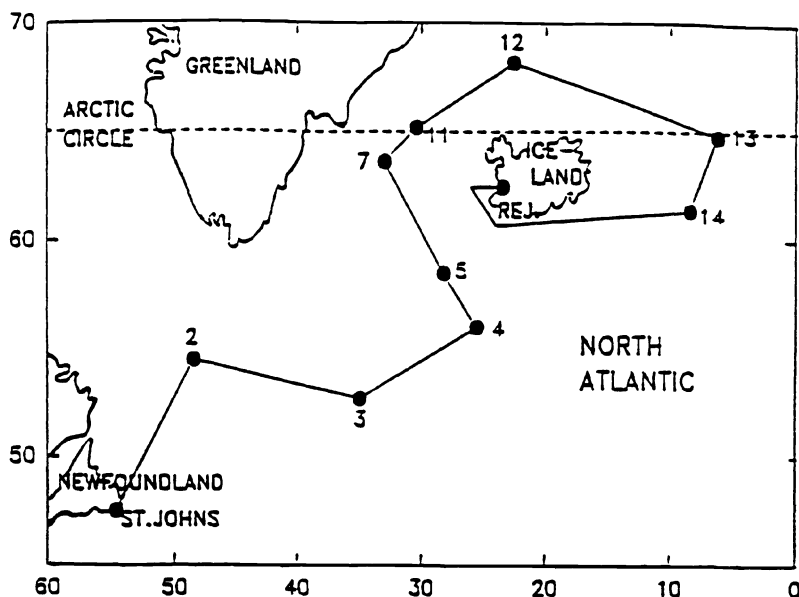 70
12
GREENLAND
ARCTIC
CIRCLE
11
13
7
ICE-
LAND
REJ.
14
60
5
4
2
NORTH
ATLANTIC
3
50
NEWFOUNDLAND
ST.JOHNS
60 50 40 30 20 10 0